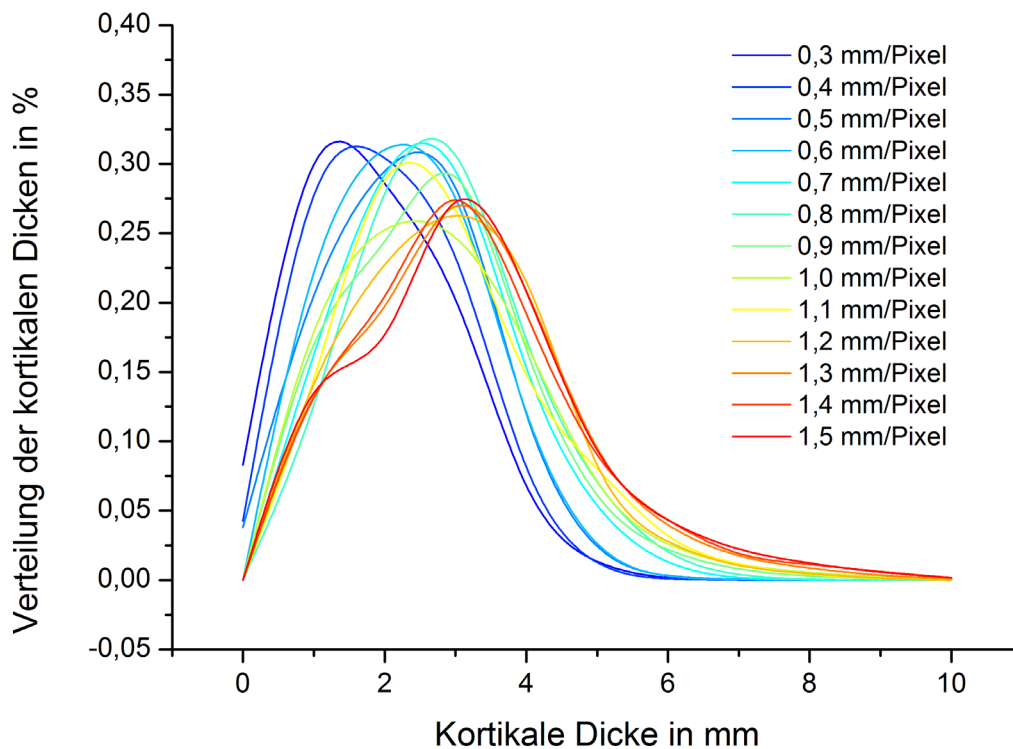 0,40
0,35
0,30
0,25
0,20
0,15
0,10
0,05
0,00
-0,05
Verteilung der kortikalen Dicken in %
0,3 mm/Pixel
0,4 mm/Pixel
0,5 mm/Pixel
0,6 mm/Pixel
0,7 mm/Pixel
0,8 mm/Pixel
0,9 mm/Pixel
1,0 mm/Pixel
1,1 mm/Pixel
1,2 mm/Pixel
1,3 mm/Pixel
1,4 mm/Pixel
1,5 mm/Pixel
0 2 4 6 8 10
Kortikale Dicke in mm